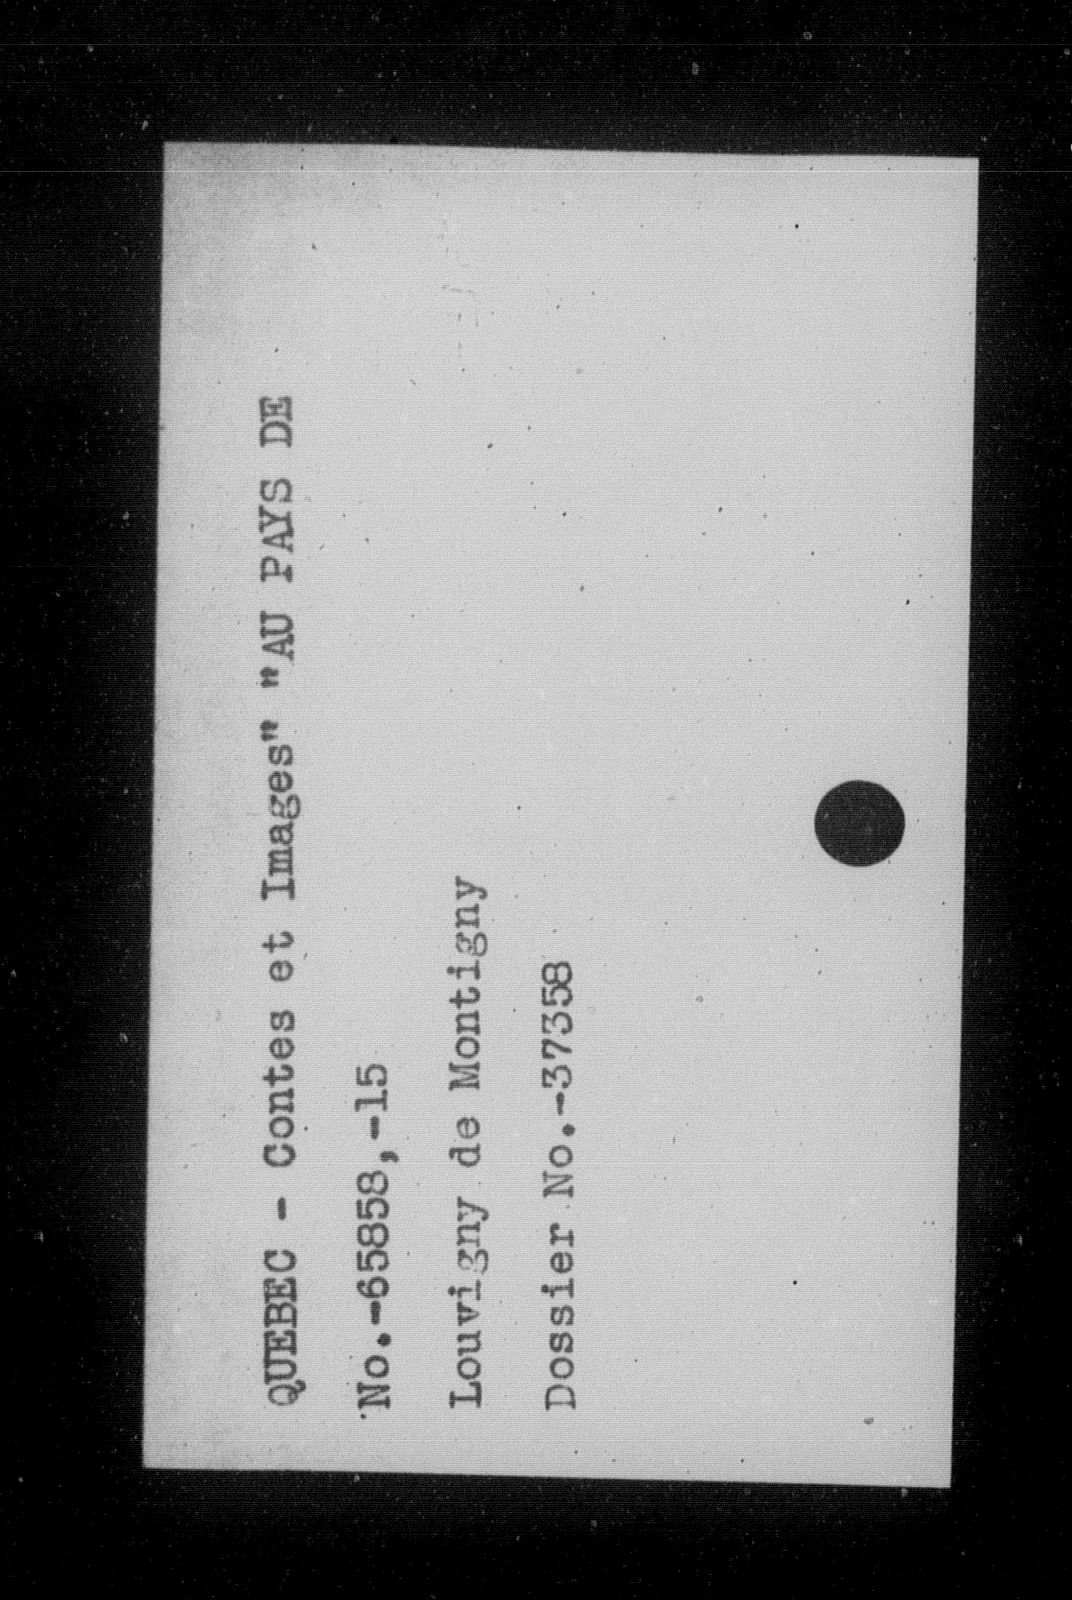 QUEBEC - Contes et Images" "AU PAYS DE
No.-65858,-15
Louvigny de Montigny
Dossier No.-37358